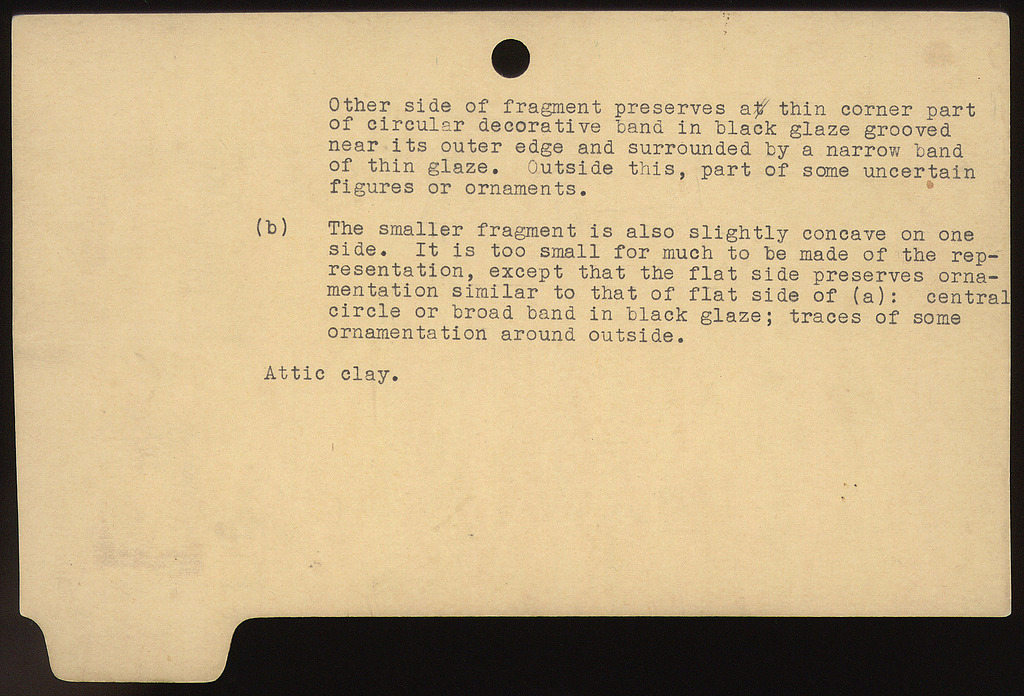 Other side of fragment preserves at thin corner part
of circular decorative band in black glaze grooved
near its outer edge and surrounded by a narrow band
of thin glaze.  Outside this, part of some uncertain
figures or ornaments.
(b) The smaller fragment is also slightly concave on one
side.  It is too small for much to be made of the rep-
resentation, except that the flat side preserves orna-
mentation similar to that of flat side of (a):  central
circle or broad band in black glaze; traces of some
ornamentation around outside.
Attic clay.